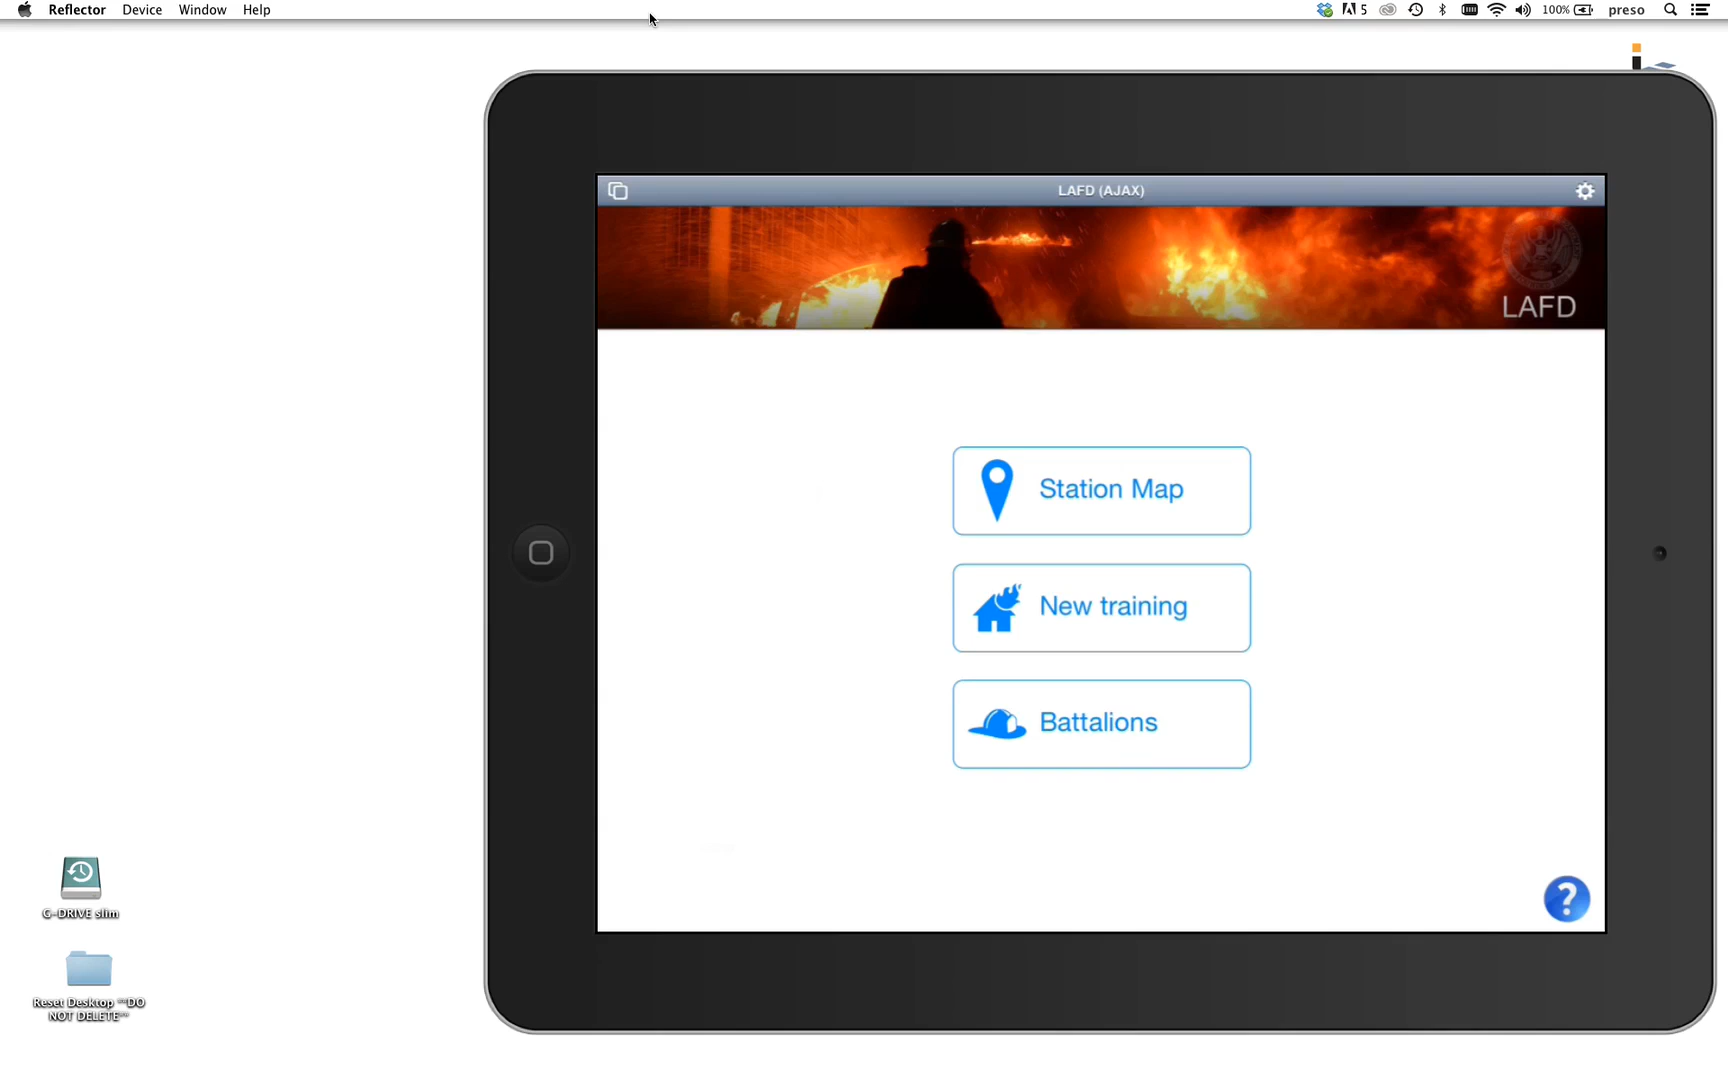 Reflector Device Window Help 5 100% preso
LAFD (AJAX)
LAFD
Station Map
New training
Battalions
?
G-DRIVE slim
Reset Desktop **DO
NOT DELETE**